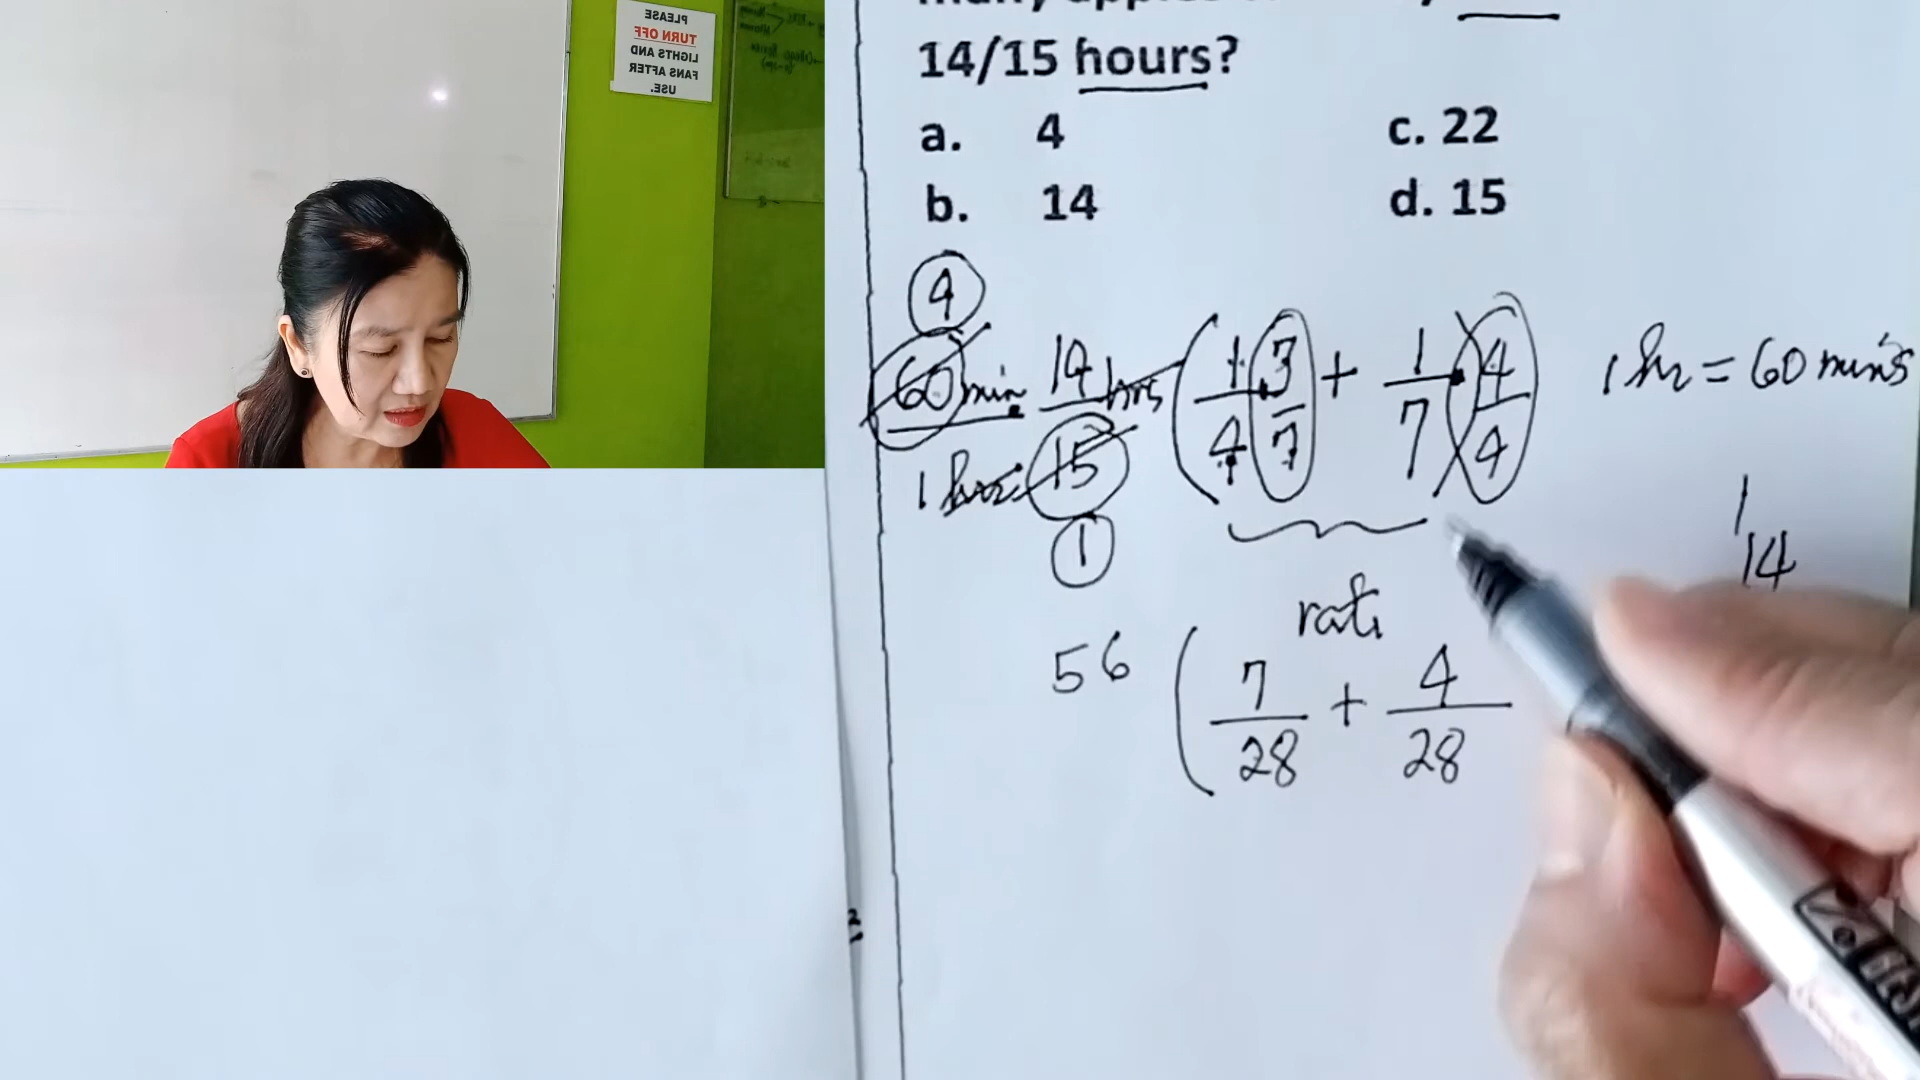 PLEASE
TURN OFF
LIGHTS AND
FANS AFTER
USE.
14/15 hours?
a. 4 c. 22
b. 14 d. 15
4
60 min 14 hrs ( 1 7 + 1 4 1 hr = 60 mins
1 hr 15 4 7 7 4
1 1
14
rate
56 ( 7 + 4
28 28